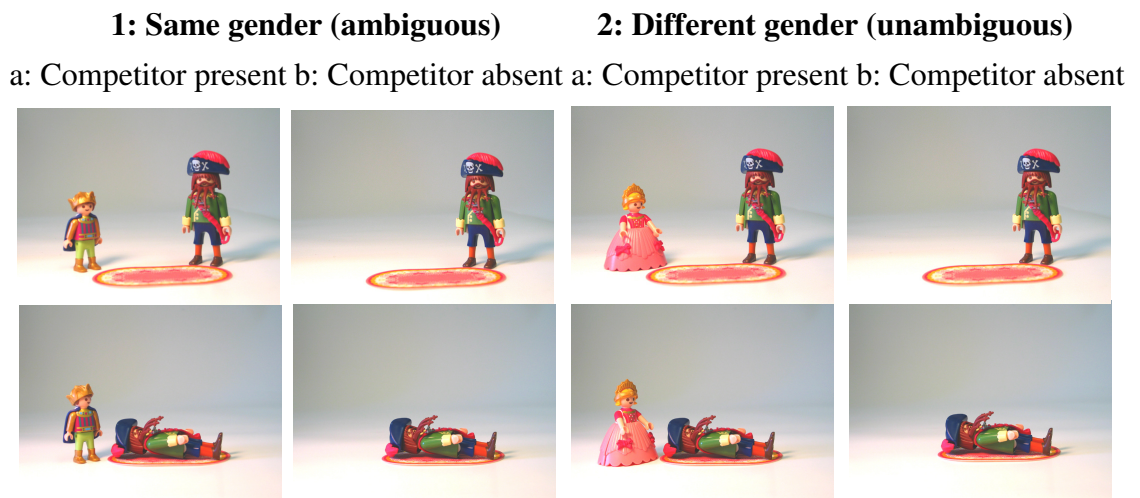 1: Same gender (ambiguous) 2: Different gender (unambiguous)
a: Competitor present b: Competitor absent a: Competitor present b: Competitor absent